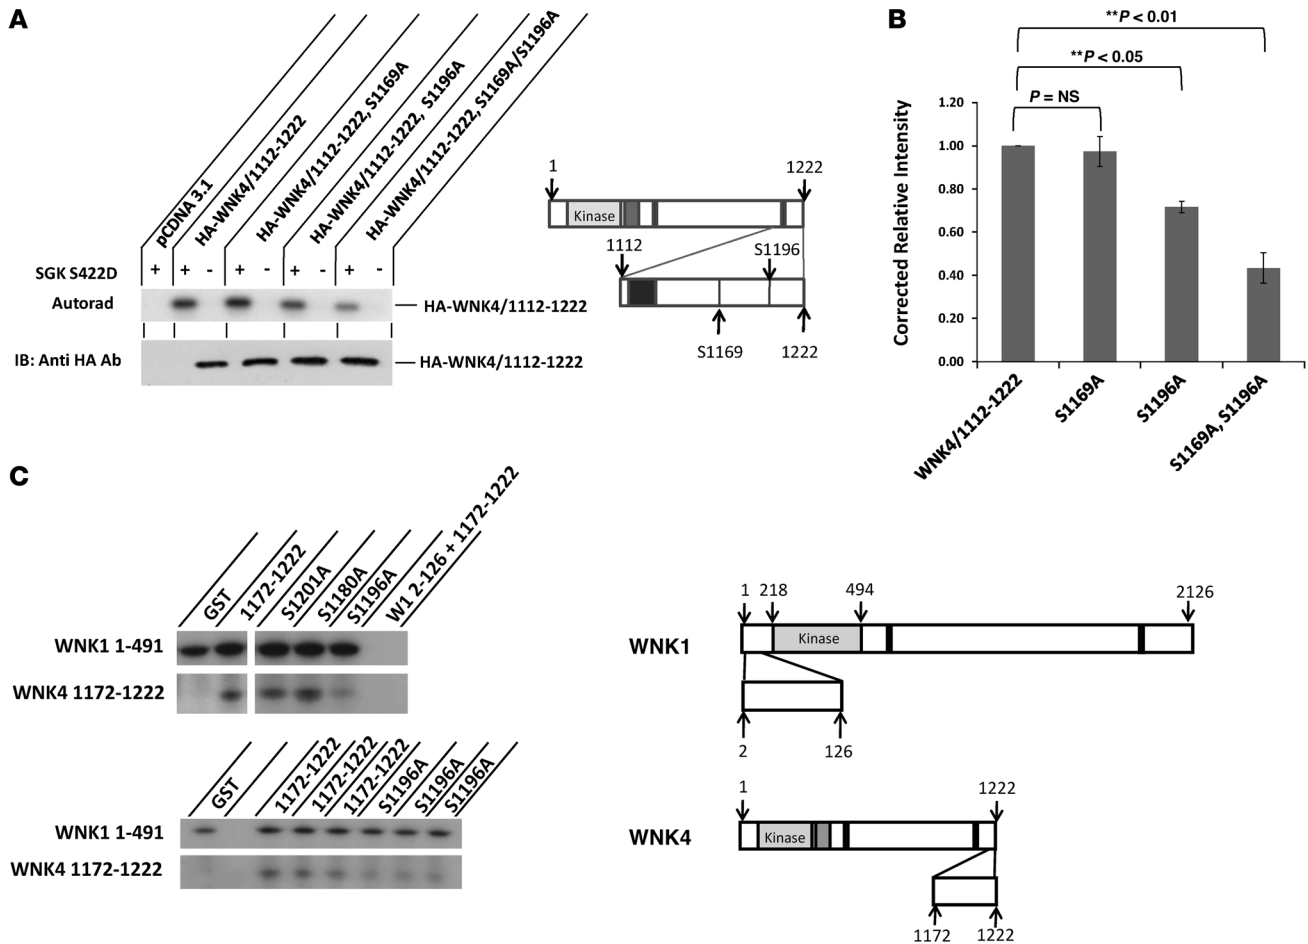 A
pCDNA 3.1
HA-WNK4/1112-1222
HA-WNK4/1112-1222, S1169A
HA-WNK4/1112-1222, S1196A
HA-WNK4/1112-1222, S1169A/S1196A
SGK S422D + + - + - + - + -
Autorad
HA-WNK4/1112-1222
IB: Anti HA Ab
HA-WNK4/1112-1222
1
1222
Kinase
1112
S1196
S1169
1222
B
**P < 0.01
**P < 0.05
P = NS
Corrected Relative Intensity
1.20
1.00
0.80
0.60
0.40
0.20
0.00
WNK4/1112-1222
S1169A
S1196A
S1169A, S1196A
C
GST
1172-1222
S1201A
S1180A
S1196A
W1 2-126 + 1172-1222
WNK1 1-491
WNK4 1172-1222
GST
1172-1222
1172-1222
1172-1222
S1196A
S1196A
S1196A
WNK1 1-491
WNK4 1172-1222
1
218
494
2126
WNK1
Kinase
2
126
1
1222
WNK4
Kinase
1172
1222